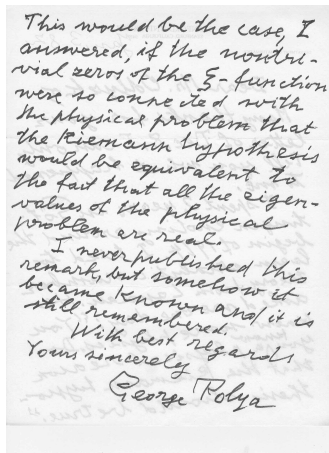 This would be the case, I
answered, if the nontri-
vial zeros of the ξ-function
were so connected with
the physical problem that
the Riemann hypothesis
would be equivalent to
the fact that all the eigen-
values of the physical
problem are real.
I never published this
remark, but somehow it
became known and it is
still remembered.
With best regards
Yours sincerely
George Polya